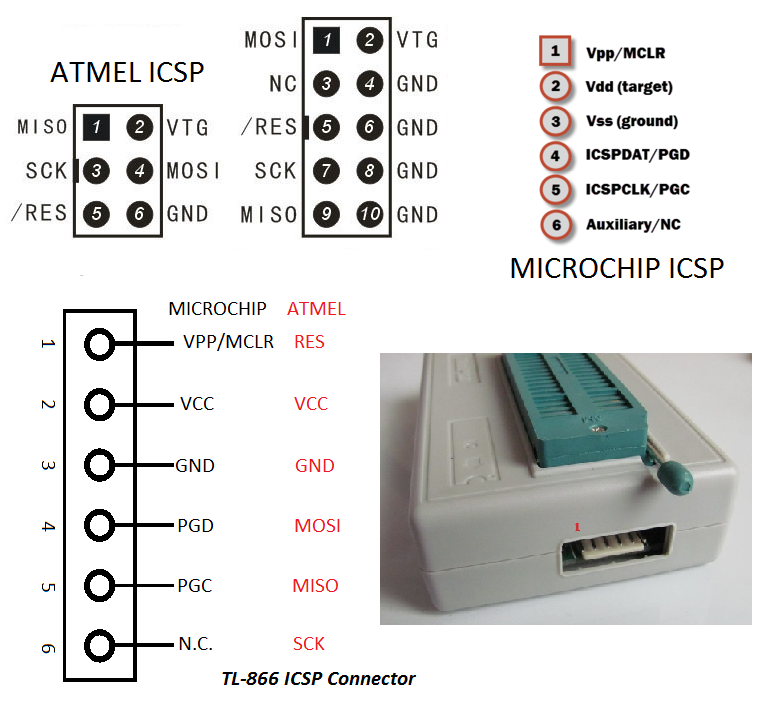 ATMEL ICSP
MISO 1 2 VTG
SCK 3 4 MOSI
/RES 5 6 GND
MOSI 1 2 VTG
NC 3 4 GND
/RES 5 6 GND
SCK 7 8 GND
MISO 9 10 GND
1 Vpp/MCLR
2 Vdd (target)
3 Vss (ground)
4 ICSPDAT/PGD
5 ICSPCLK/PGC
6 Auxiliary/NC
MICROCHIP ICSP
MICROCHIP ATMEL
1 VPP/MCLR RES
2 VCC VCC
3 GND GND
4 PGD MOSI
5 PGC MISO
6 N.C. SCK
TL-866 ICSP Connector
1